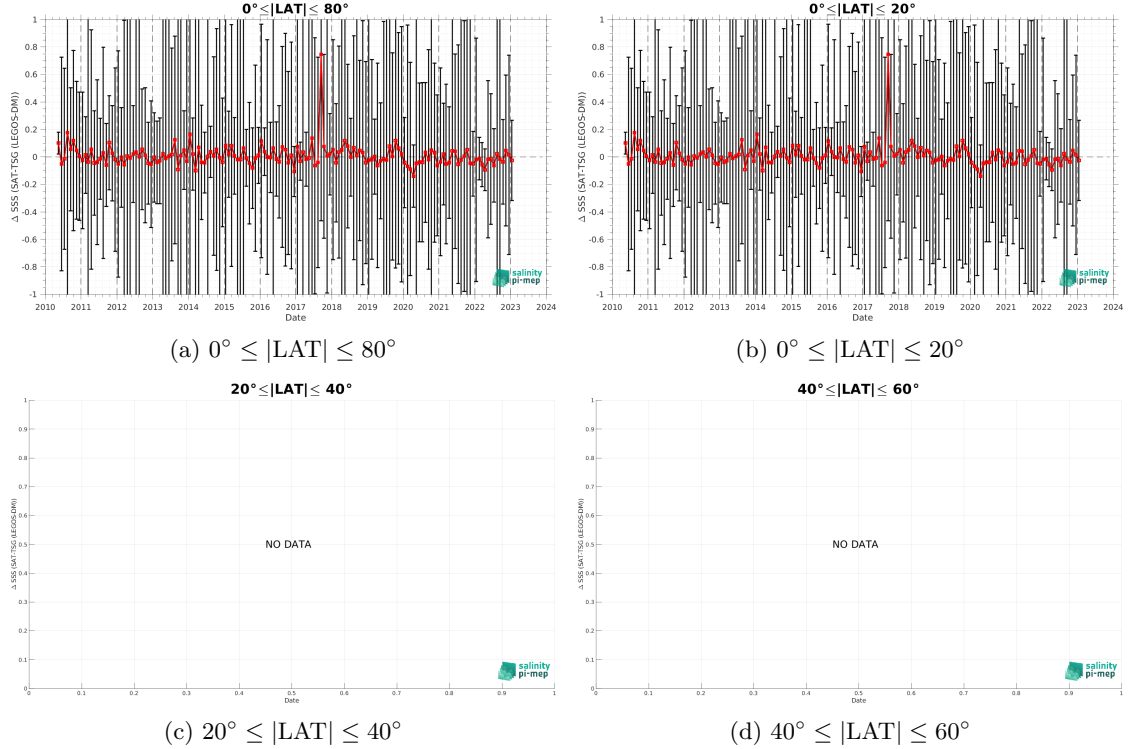 0°≤|LAT|≤ 80°
Δ SSS (SAT-TSG (LEGOS-DM))
1
0.8
0.6
0.4
0.2
0
-0.2
-0.4
-0.6
-0.8
-1
2010 2011 2012 2013 2014 2015 2016 2017 2018 2019 2020 2021 2022 2023 2024
Date
salinity
pi-mep
(a) 0° ≤ |LAT| ≤ 80°
0°≤|LAT|≤ 20°
Δ SSS (SAT-TSG (LEGOS-DM))
1
0.8
0.6
0.4
0.2
0
-0.2
-0.4
-0.6
-0.8
-1
2010 2011 2012 2013 2014 2015 2016 2017 2018 2019 2020 2021 2022 2023 2024
Date
salinity
pi-mep
(b) 0° ≤ |LAT| ≤ 20°
20°≤|LAT|≤ 40°
Δ SSS (SAT-TSG (LEGOS-DM))
1
0.9
0.8
0.7
0.6
0.5
0.4
0.3
0.2
0.1
0
NO DATA
0 0.1 0.2 0.3 0.4 0.5 0.6 0.7 0.8 0.9 1
Date
salinity
pi-mep
(c) 20° ≤ |LAT| ≤ 40°
40°≤|LAT|≤ 60°
Δ SSS (SAT-TSG (LEGOS-DM))
1
0.9
0.8
0.7
0.6
0.5
0.4
0.3
0.2
0.1
0
NO DATA
0 0.1 0.2 0.3 0.4 0.5 0.6 0.7 0.8 0.9 1
Date
salinity
pi-mep
(d) 40° ≤ |LAT| ≤ 60°